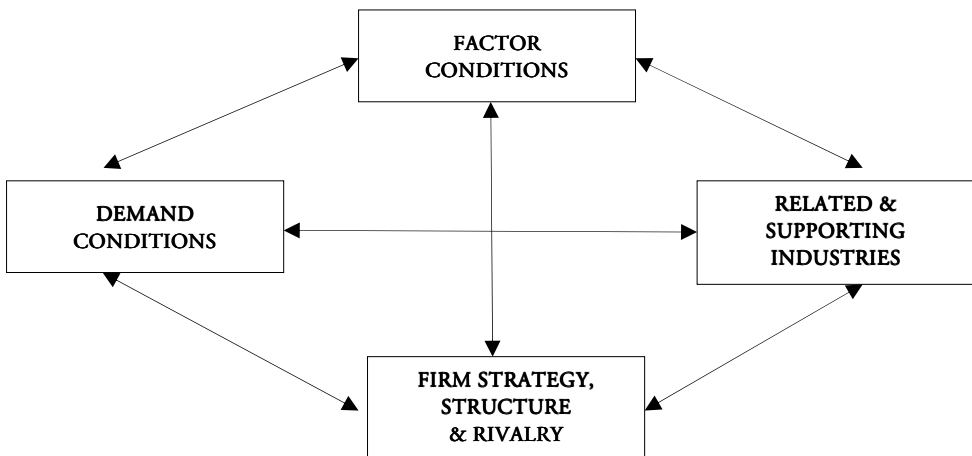 FACTOR
CONDITIONS
DEMAND
CONDITIONS
RELATED &
SUPPORTING
INDUSTRIES
FIRM STRATEGY,
STRUCTURE
& RIVALRY